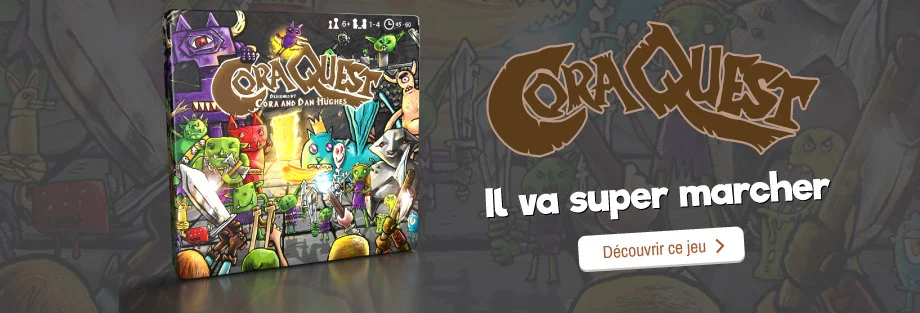 6+ 1-4 45-60
CORAQUEST
DESIGNED BY
CORA AND DAN HUGHES
CORAQUEST
Il va super marcher
Découvrir ce jeu >